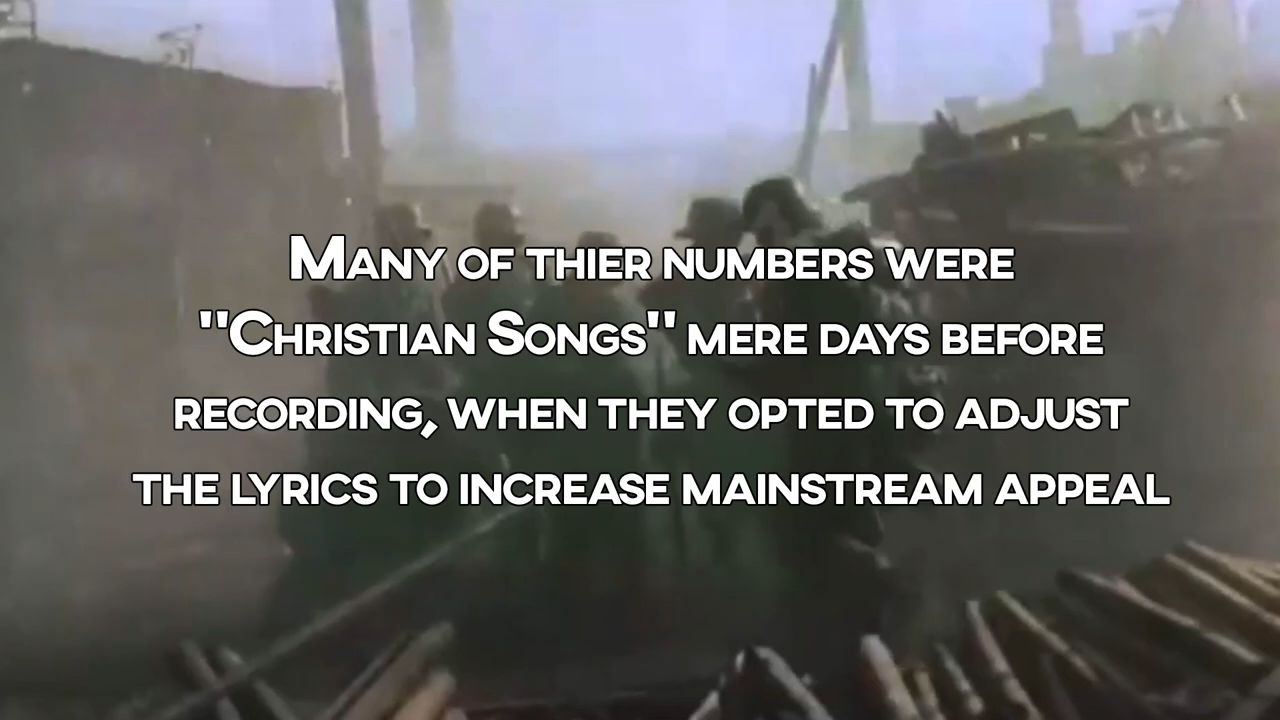 Many of thier numbers were
"Christian Songs" mere days before
recording, when they opted to adjust
the lyrics to increase mainstream appeal